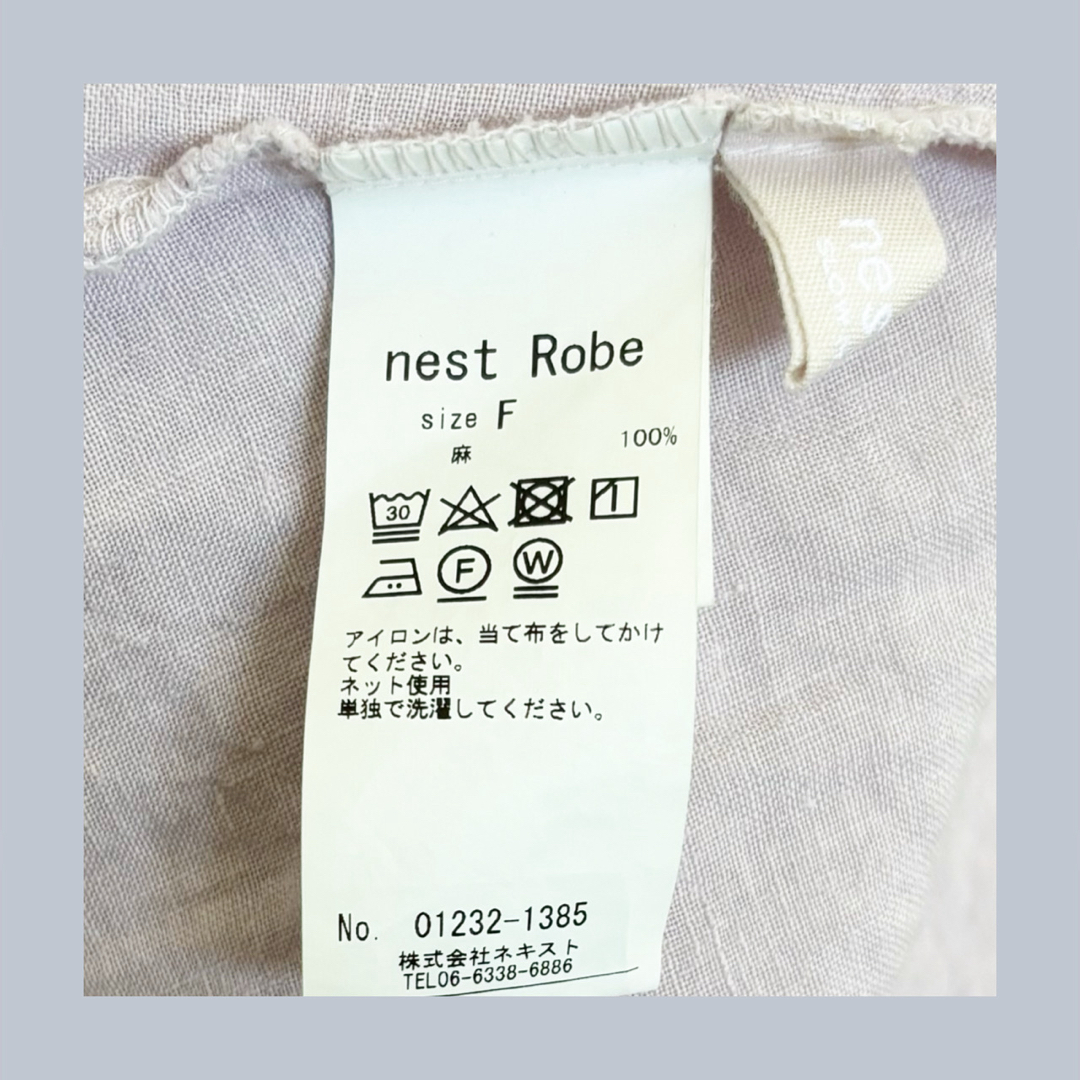 nest Robe
size F
麻 100%
30
F W
アイロンは、当て布をしてかけ
てください。
ネット使用
単独で洗濯してください。
No. 01232-1385
株式会社ネキスト
TEL06-6338-6886
nes